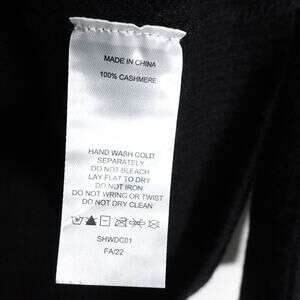 MADE IN CHINA
100% CASHMERE
HAND WASH COLD
SEPARATELY
DO NOT BLEACH
LAY FLAT TO DRY
DO NOT IRON
DO NOT WRING OR TWIST
DO NOT DRY CLEAN
SHWDC01
FA/22